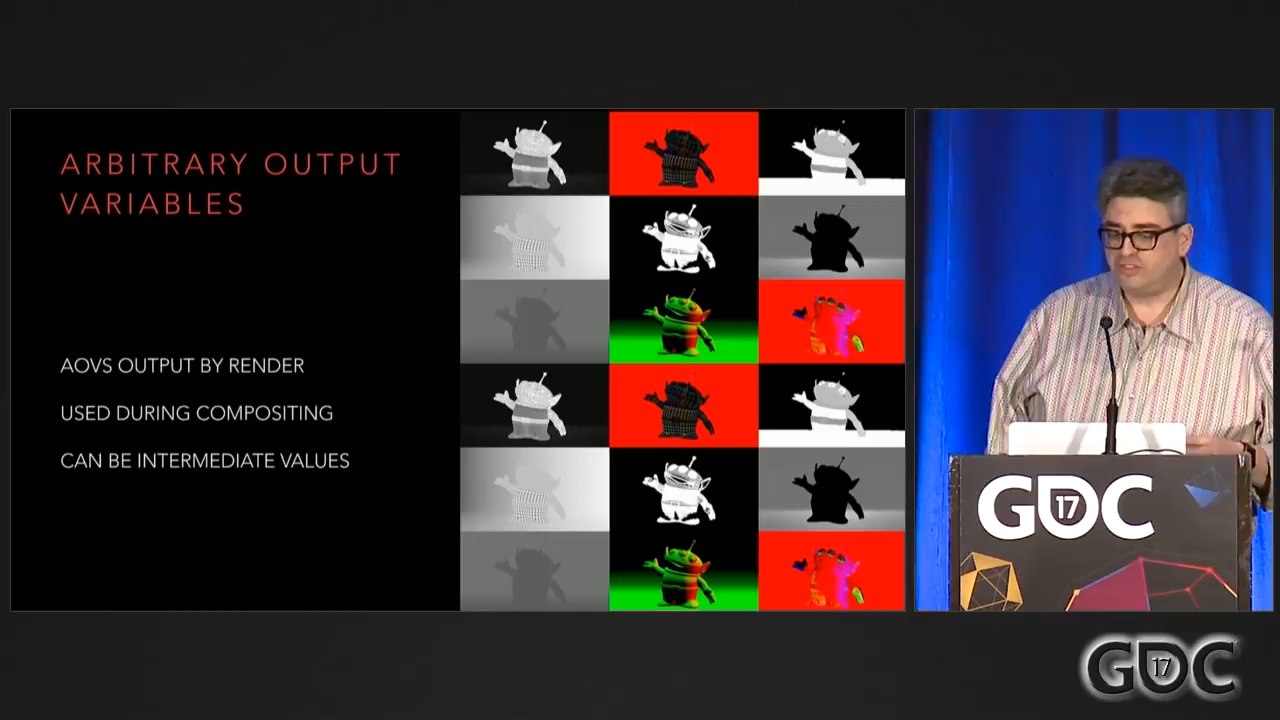 ARBITRARY OUTPUT
VARIABLES
AOVS OUTPUT BY RENDER
USED DURING COMPOSITING
CAN BE INTERMEDIATE VALUES
GDC
17
GDC
17